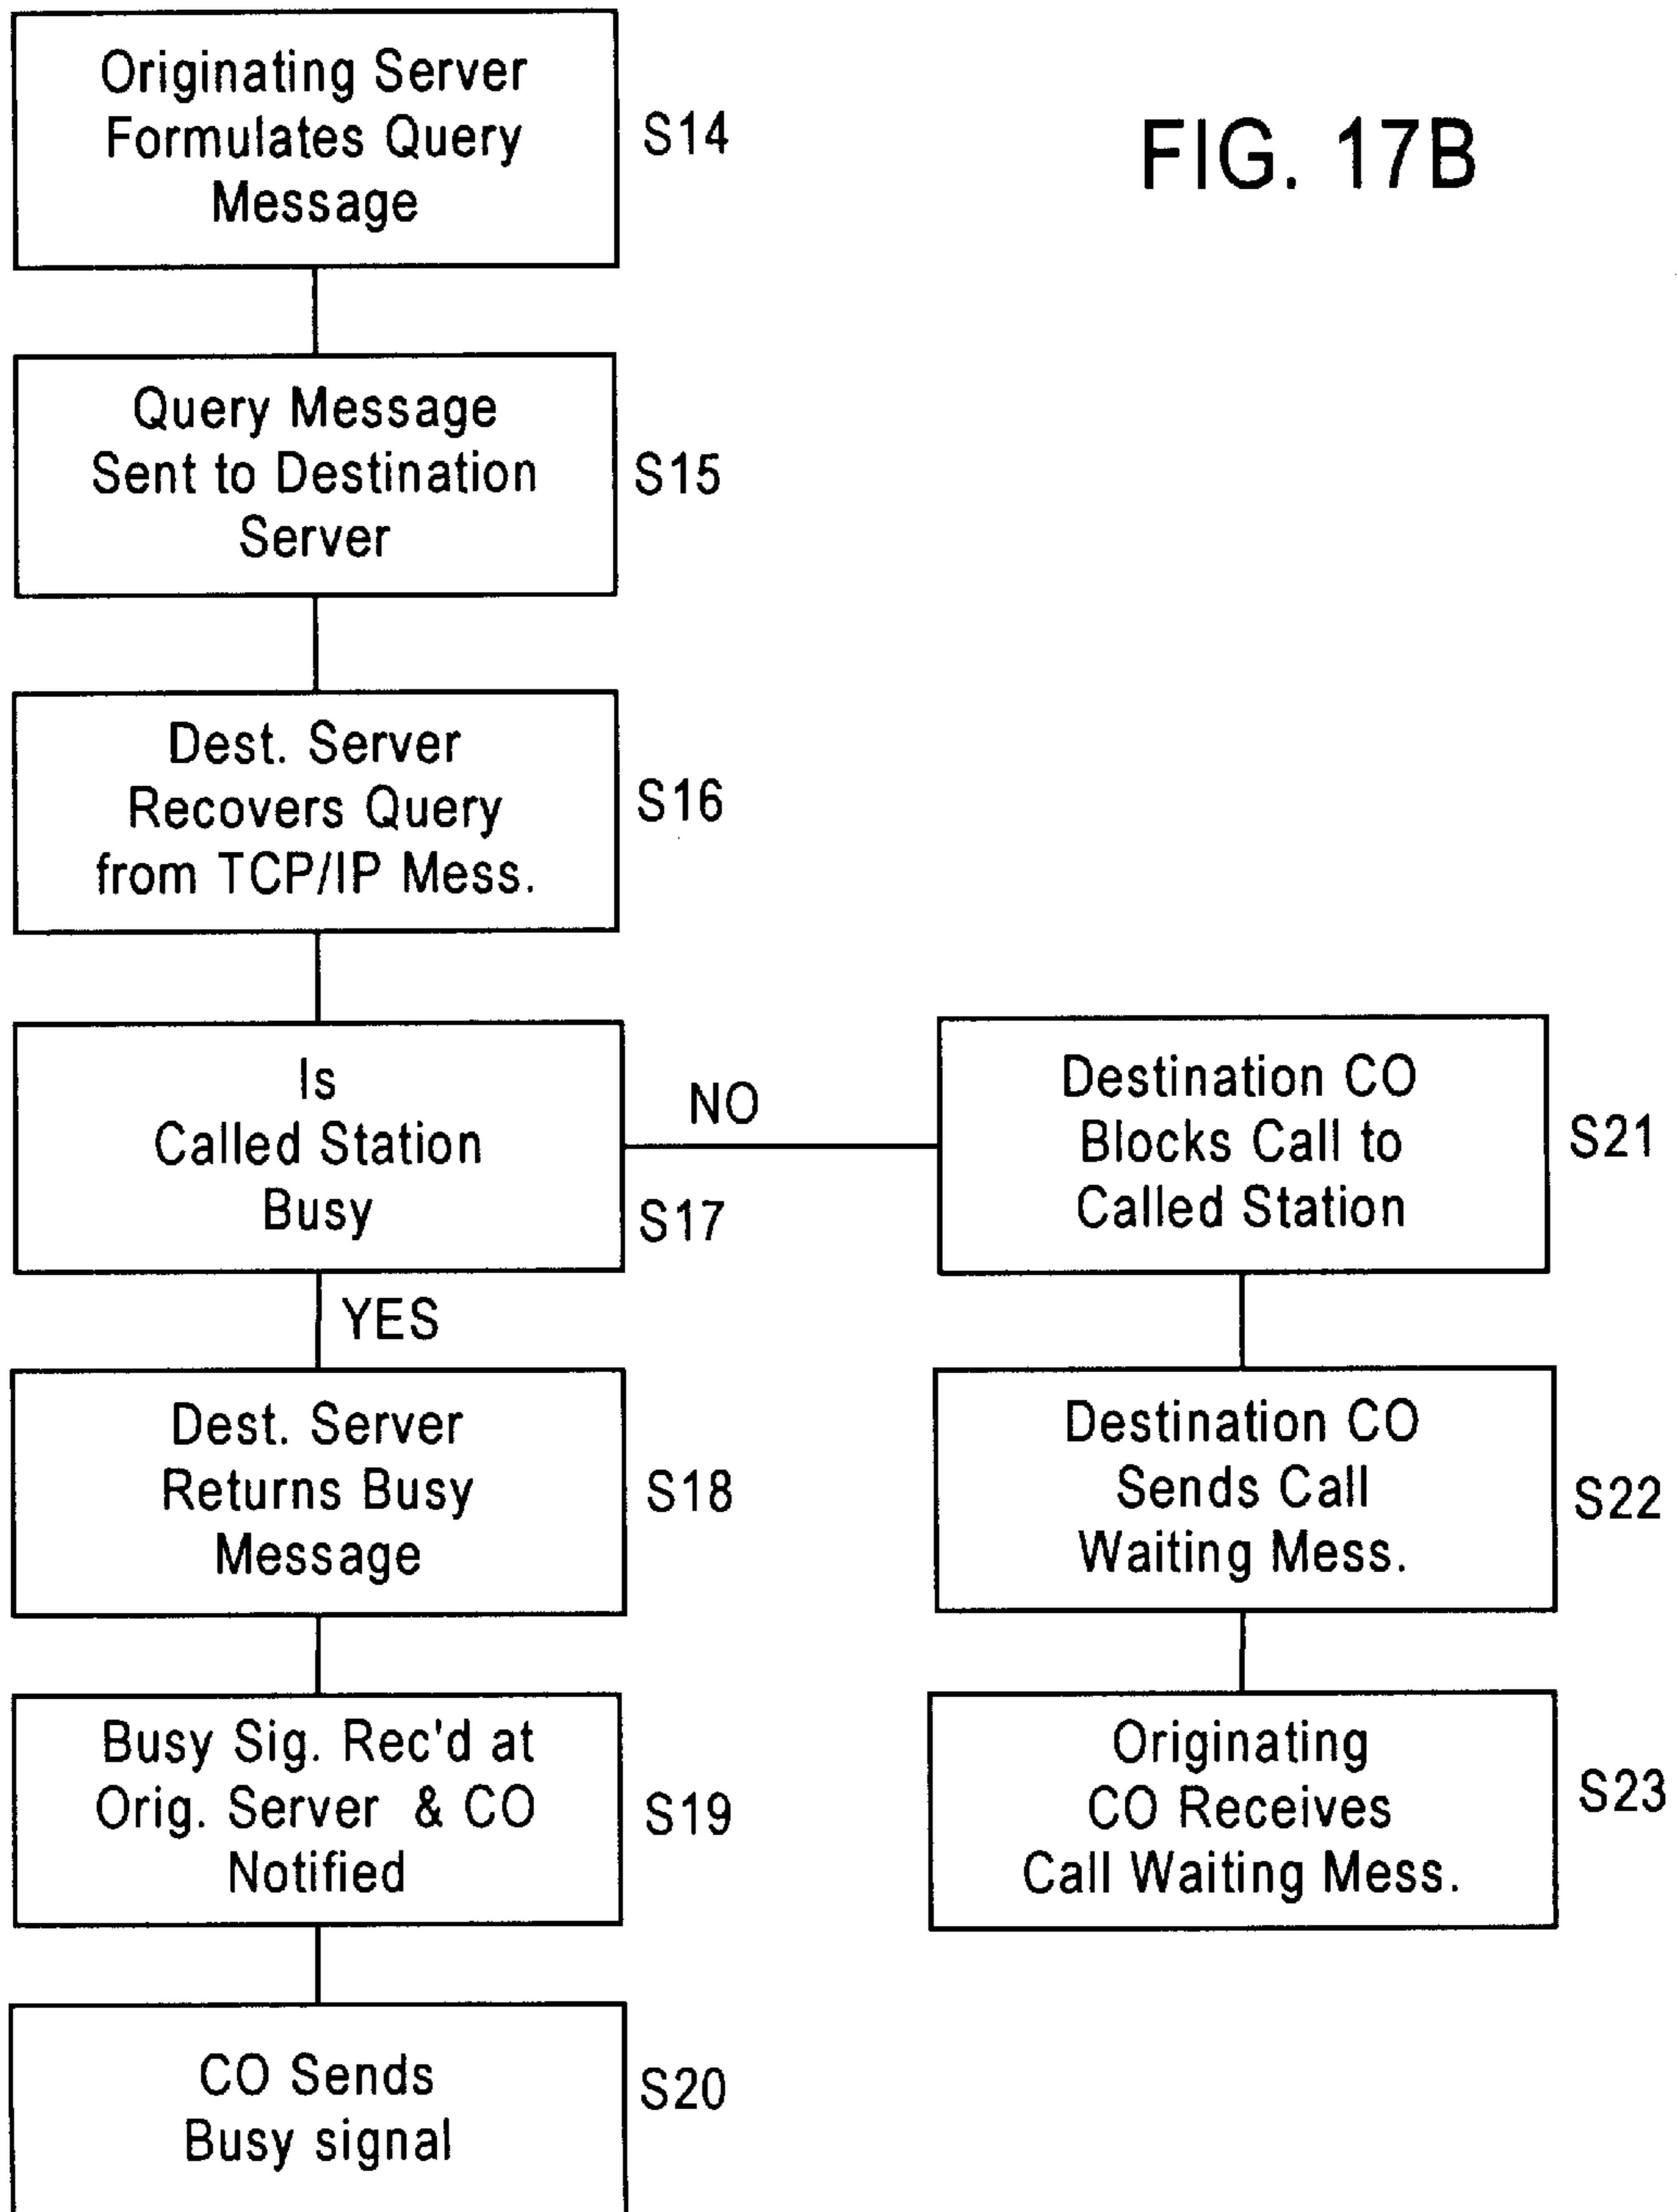 FIG. 17B
Originating Server
Formulates Query
Message
S14
Query Message
Sent to Destination
Server
S15
Dest. Server
Recovers Query
from TCP/IP Mess.
S16
Is
Called Station
Busy
S17
NO
YES
Destination CO
Blocks Call to
Called Station
S21
Dest. Server
Returns Busy
Message
S18
Destination CO
Sends Call
Waiting Mess.
S22
Busy Sig. Rec'd at
Orig. Server & CO
Notified
S19
Originating
CO Receives
Call Waiting Mess.
S23
CO Sends
Busy signal
S20